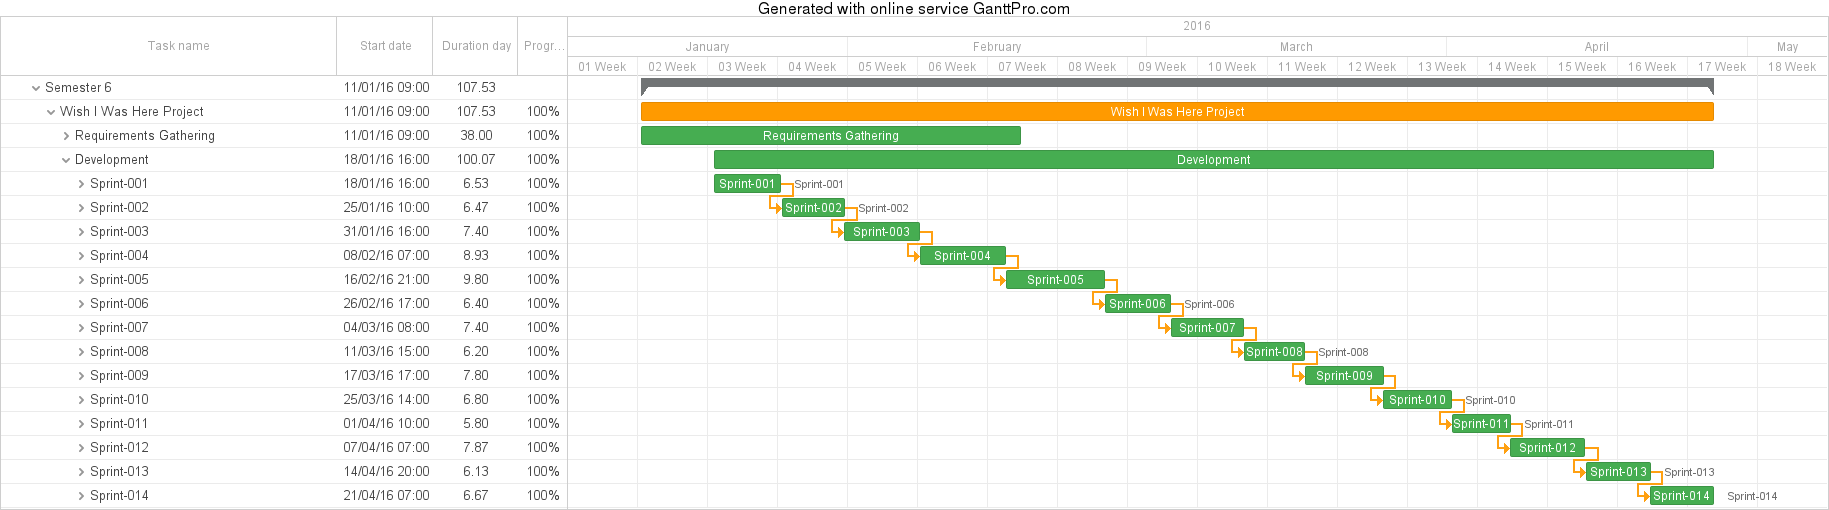 Generated with online service GanttPro.com
Task name Start date Duration day Progr...
2016
January February March April May
01 Week 02 Week 03 Week 04 Week 05 Week 06 Week 07 Week 08 Week 09 Week 10 Week 11 Week 12 Week 13 Week 14 Week 15 Week 16 Week 17 Week 18 Week
Semester 6 11/01/16 09:00 107.53
Wish I Was Here Project 11/01/16 09:00 107.53 100% Wish I Was Here Project
Requirements Gathering 11/01/16 09:00 38.00 100% Requirements Gathering
Development 18/01/16 16:00 100.07 100% Development
Sprint-001 18/01/16 16:00 6.53 100% Sprint-001 Sprint-001
Sprint-002 25/01/16 10:00 6.47 100% Sprint-002 Sprint-002
Sprint-003 31/01/16 16:00 7.40 100% Sprint-003
Sprint-004 08/02/16 07:00 8.93 100% Sprint-004
Sprint-005 16/02/16 21:00 9.80 100% Sprint-005
Sprint-006 26/02/16 17:00 6.40 100% Sprint-006 Sprint-006
Sprint-007 04/03/16 08:00 7.40 100% Sprint-007
Sprint-008 11/03/16 15:00 6.20 100% Sprint-008 Sprint-008
Sprint-009 17/03/16 17:00 7.80 100% Sprint-009
Sprint-010 25/03/16 14:00 6.80 100% Sprint-010 Sprint-010
Sprint-011 01/04/16 10:00 5.80 100% Sprint-011 Sprint-011
Sprint-012 07/04/16 07:00 7.87 100% Sprint-012
Sprint-013 14/04/16 20:00 6.13 100% Sprint-013 Sprint-013
Sprint-014 21/04/16 07:00 6.67 100% Sprint-014 Sprint-014